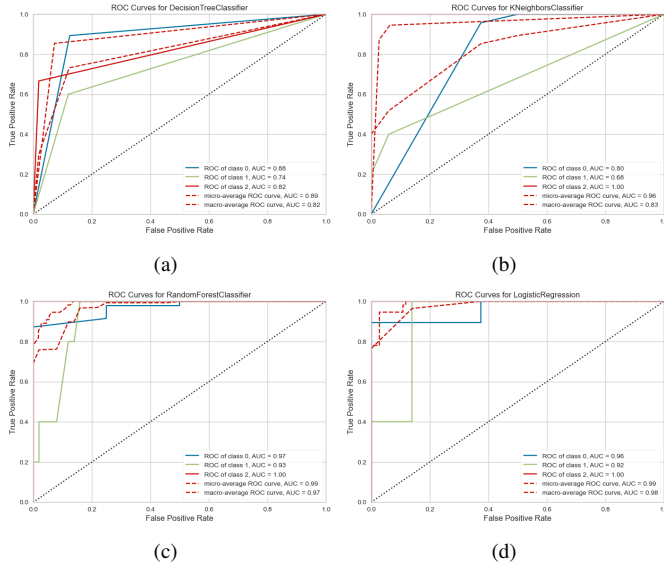 ROC Curves for DecisionTreeClassifier
1.0
0.8
0.6
0.4
0.2
0.0
True Positive Rate
ROC of class 0, AUC = 0.88
ROC of class 1, AUC = 0.74
ROC of class 2, AUC = 0.82
micro-average ROC curve, AUC = 0.89
macro-average ROC curve, AUC = 0.82
0.0 0.2 0.4 0.6 0.8 1.0
False Positive Rate
(a)
ROC Curves for KNeighborsClassifier
1.0
0.8
0.6
0.4
0.2
0.0
True Positive Rate
ROC of class 0, AUC = 0.80
ROC of class 1, AUC = 0.68
ROC of class 2, AUC = 1.00
micro-average ROC curve, AUC = 0.96
macro-average ROC curve, AUC = 0.83
0.0 0.2 0.4 0.6 0.8 1.0
False Positive Rate
(b)
ROC Curves for RandomForestClassifier
1.0
0.8
0.6
0.4
0.2
0.0
True Positive Rate
ROC of class 0, AUC = 0.97
ROC of class 1, AUC = 0.93
ROC of class 2, AUC = 1.00
micro-average ROC curve, AUC = 0.99
macro-average ROC curve, AUC = 0.97
0.0 0.2 0.4 0.6 0.8 1.0
False Positive Rate
(c)
ROC Curves for LogisticRegression
1.0
0.8
0.6
0.4
0.2
0.0
True Positive Rate
ROC of class 0, AUC = 0.96
ROC of class 1, AUC = 0.92
ROC of class 2, AUC = 1.00
micro-average ROC curve, AUC = 0.99
macro-average ROC curve, AUC = 0.98
0.0 0.2 0.4 0.6 0.8 1.0
False Positive Rate
(d)